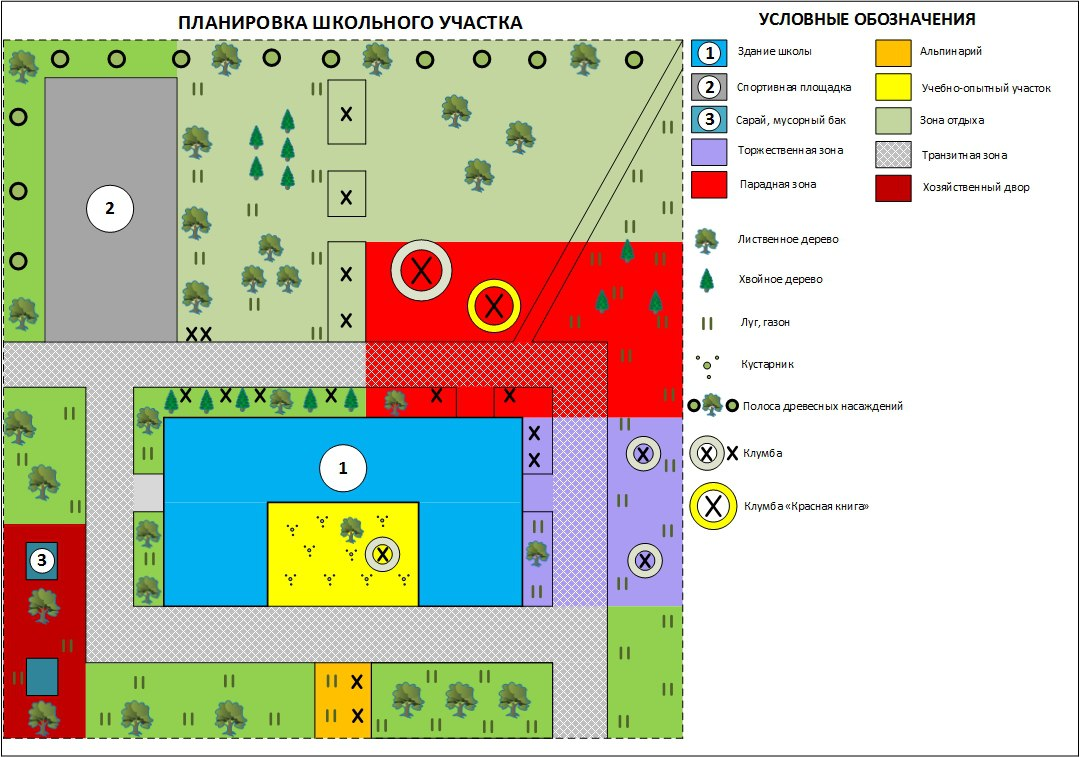 ПЛАНИРОВКА ШКОЛЬНОГО УЧАСТКА
УСЛОВНЫЕ ОБОЗНАЧЕНИЯ
1 Здание школы
Альпинарий
2 Спортивная площадка
Учебно-опытный участок
3 Сарай, мусорный бак
Зона отдыха
Торжественная зона
Транзитная зона
Парадная зона
Хозяйственный двор
Лиственное дерево
Хвойное дерево
Луг, газон
Кустарник
Полоса древесных насаждений
Клумба
Клумба «Красная книга»
2
1
3